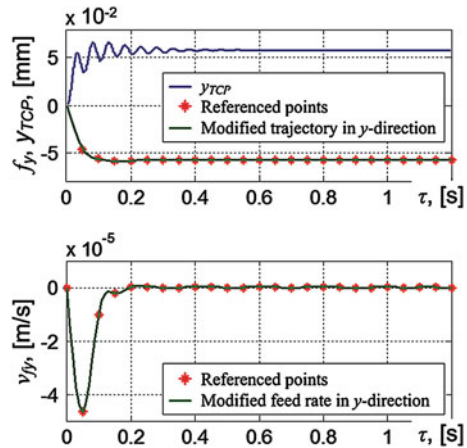 x 10⁻²
f_y, y_TCP, [mm]
5
0
-5
y_TCP
Referenced points
Modified trajectory in y-direction
0 0.2 0.4 0.6 0.8 1 τ, [s]
x 10⁻⁵
v_fy, [m/s]
0
-2
-4
Referenced points
Modified feed rate in y-direction
0 0.2 0.4 0.6 0.8 1 τ, [s]